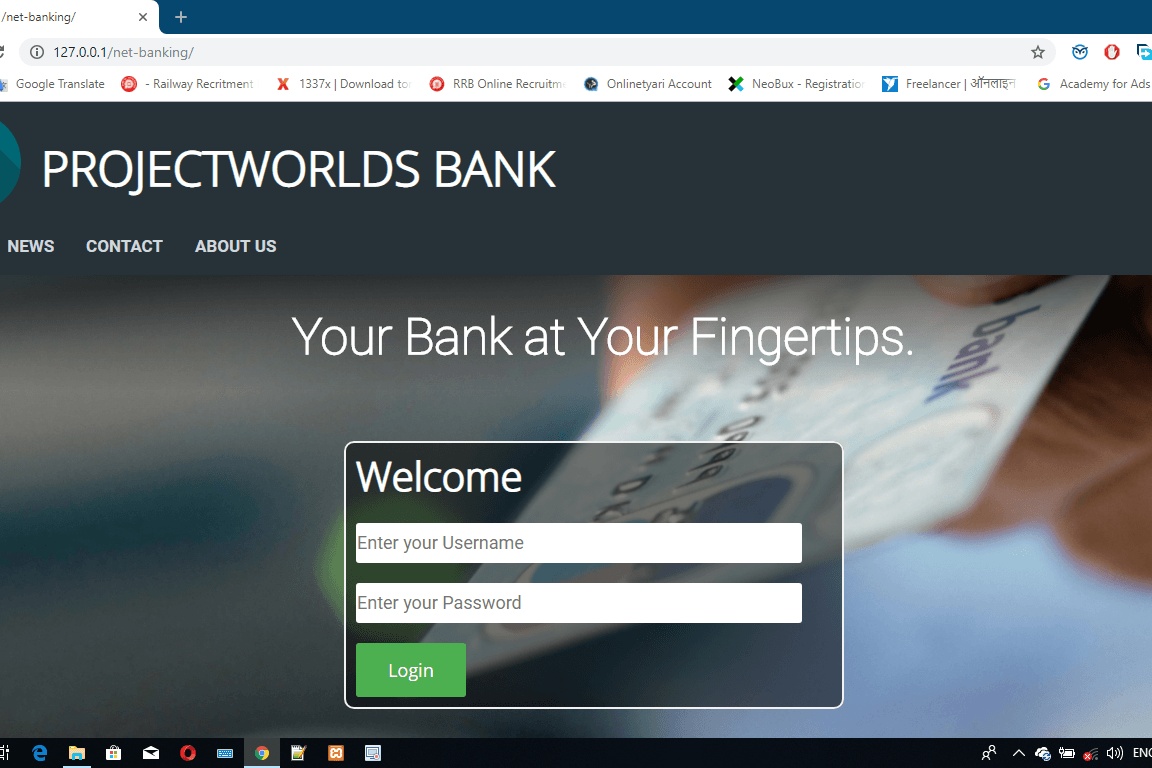 /net-banking/
127.0.0.1/net-banking/
Google Translate - Railway Recritment 1337x | Download to RRB Online Recruitm Onlinetyari Account NeoBux - Registratio Freelancer | ऑनलाइन Academy for Ads
PROJECTWORLDS BANK
NEWS CONTACT ABOUT US
Your Bank at Your Fingertips.
bank
Welcome
Enter your Username
Enter your Password
Login
ENG